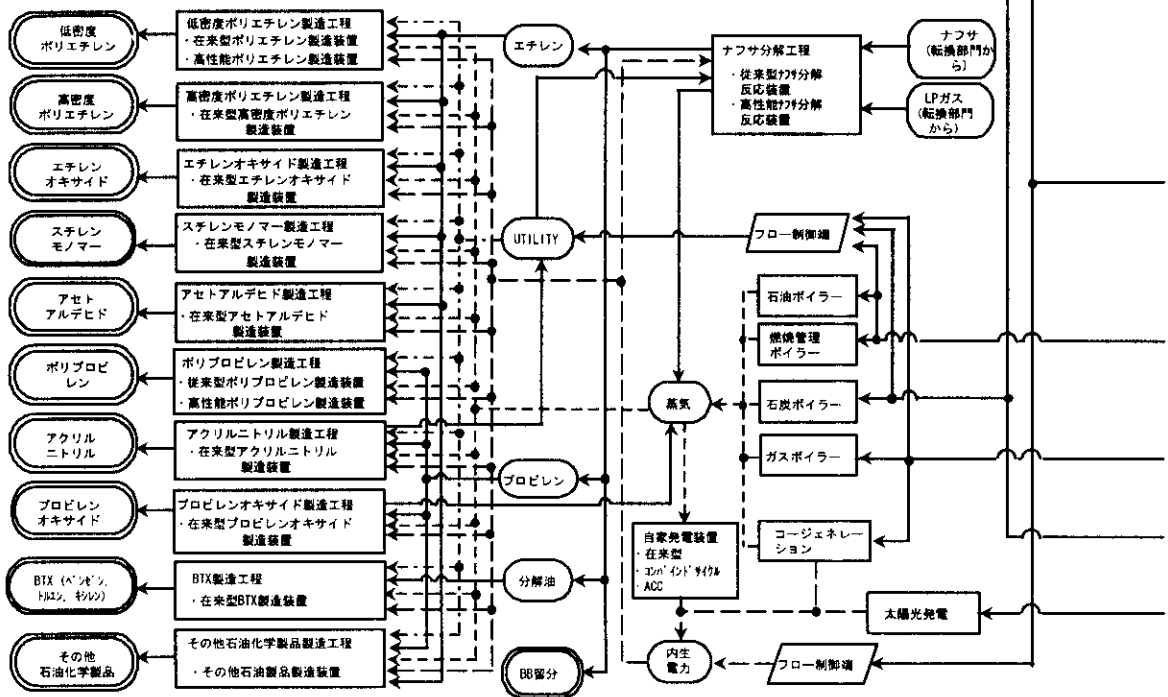 低密度
ポリエチレン
低密度ポリエチレン製造工程
・在来型ポリエチレン製造装置
・高性能ポリエチレン製造装置
エチレン
ナフサ分解工程
・従来型ﾅﾌｻ分解
反応装置
・高性能ﾅﾌｻ分解
反応装置
ナフサ
(転換部門か
ら)
LPガス
(転換部門
から)
高密度
ポリエチレン
高密度ポリエチレン製造工程
・在来型高密度ポリエチレン
製造装置
エチレン
オキサイド
エチレンオキサイド製造工程
・在来型エチレンオキサイド
製造装置
スチレン
モノマー
スチレンモノマー製造工程
・在来型スチレンモノマー
製造装置
UTILITY
フロー制御端
アセト
アルデヒド
アセトアルデヒド製造工程
・在来型アセトアルデヒド
製造装置
石油ボイラー
燃焼管理
ボイラー
ポリプロピ
レン
ポリプロピレン製造工程
・従来型ポリプロピレン製造装置
・高性能ポリプロピレン製造装置
蒸気
石炭ボイラー
アクリル
ニトリル
アクリルニトリル製造工程
・在来型アクリルニトリル
製造装置
ガスボイラー
プロピレン
プロピレン
オキサイド
プロピレンオキサイド製造工程
・在来型プロピレンオキサイド
製造装置
自家発電装置
・在来型
・ｺﾝﾊﾞｲﾝﾄﾞｻｲｸﾙ
・ACC
コージェネレー
ション
BTX (ﾍﾞﾝｾﾞﾝ、
ﾄﾙｴﾝ、ｷｼﾚﾝ)
BTX製造工程
・在来型BTX製造装置
分解油
太陽光発電
その他
石油化学製品
その他石油化学製品製造工程
・その他石油製品製造装置
BB留分
内生
電力
フロー制御端